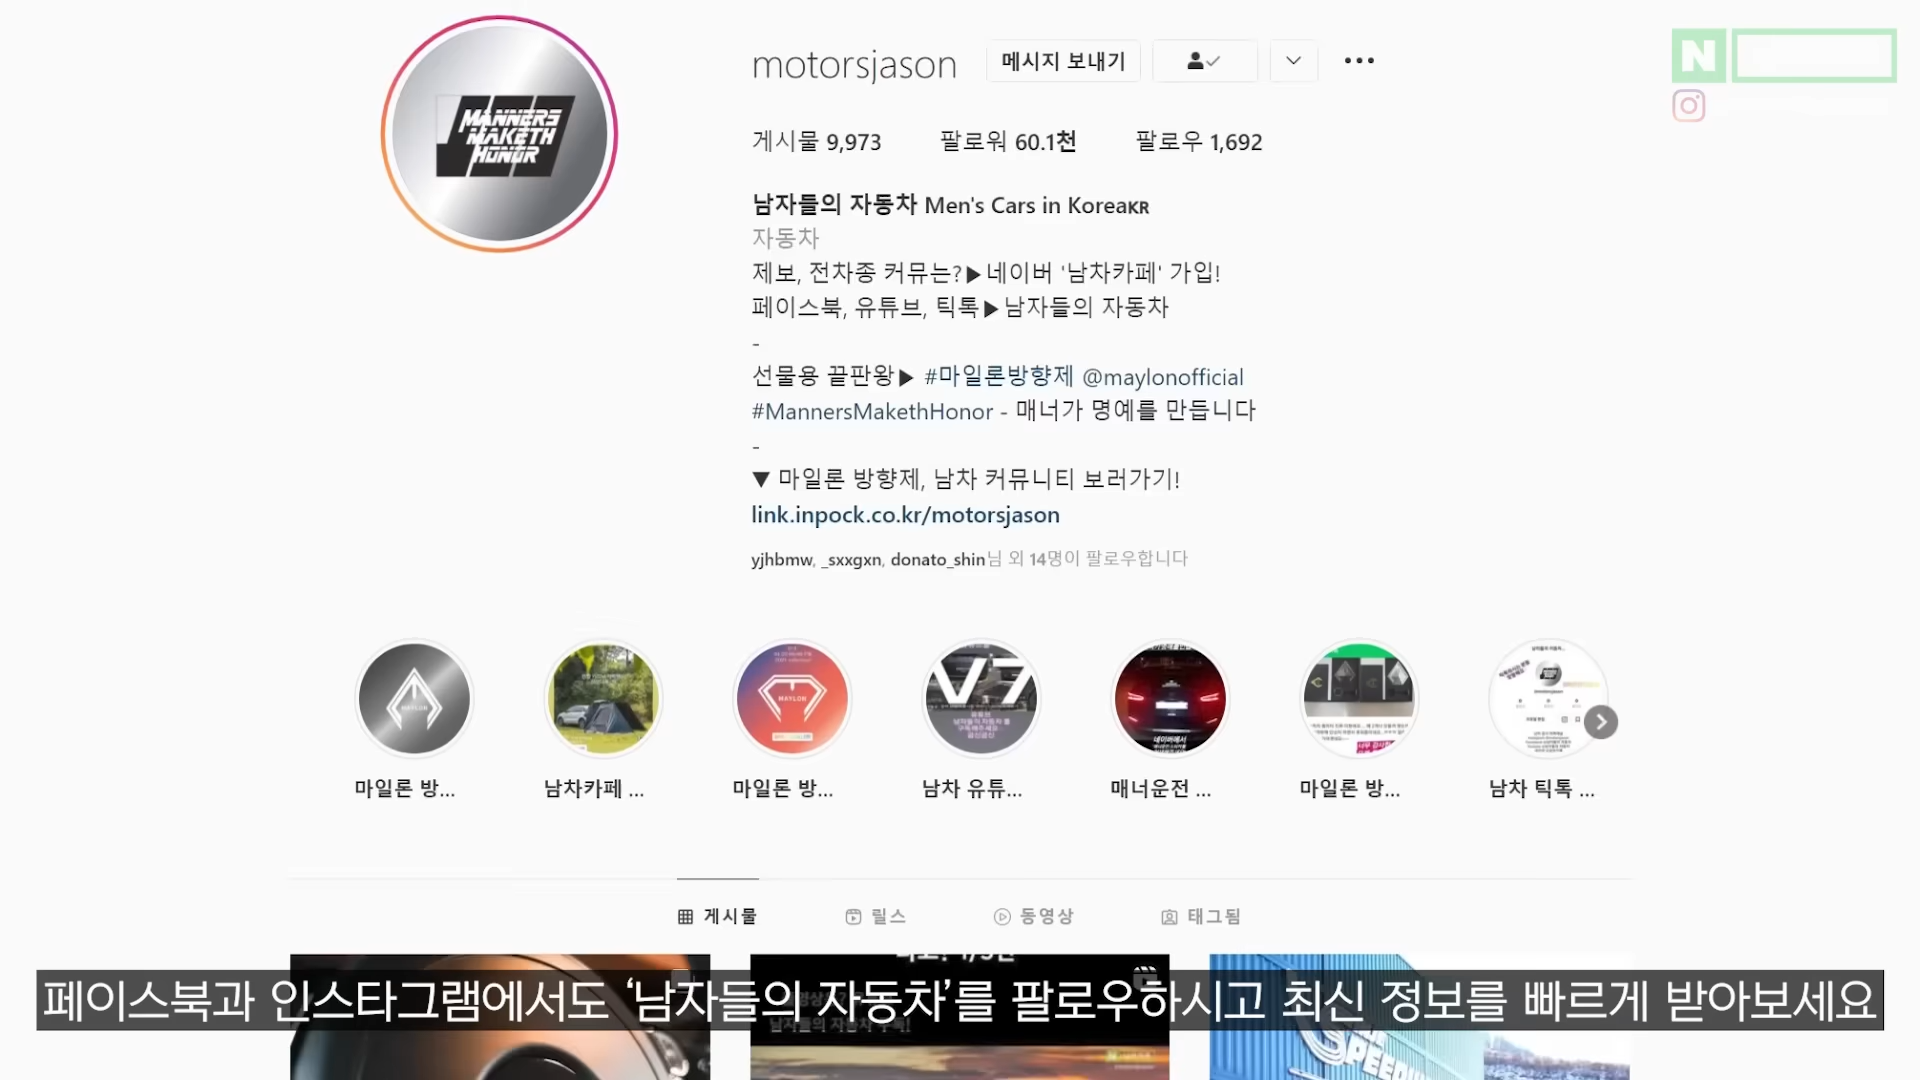 motorsjason
메시지 보내기
게시물 9,973
팔로워 60.1천
팔로우 1,692
남자들의 자동차 Men's Cars in KoreaKR
자동차
제보, 전차종 커뮤는?▶네이버 '남차카페' 가입!
페이스북, 유튜브, 틱톡▶남자들의 자동차
-
선물용 끝판왕▶ #마일론방향제 @maylonofficial
#MannersMakethHonor - 매너가 명예를 만듭니다
-
▼ 마일론 방향제, 남차 커뮤니티 보러가기!
link.inpock.co.kr/motorsjason
yjhbmw, _sxxgxn, donato_shin님 외 14명이 팔로우합니다
MANNERS
MAKETH
HONOR
N
MAYLON
MAYLON
V7
마일론 방...
남차카페 ...
마일론 방...
남차 유튜...
매너운전 ...
마일론 방...
남차 틱톡 ...
게시물
릴스
동영상
태그됨
페이스북과 인스타그램에서도 ‘남자들의 자동차’를 팔로우하시고 최신 정보를 빠르게 받아보세요